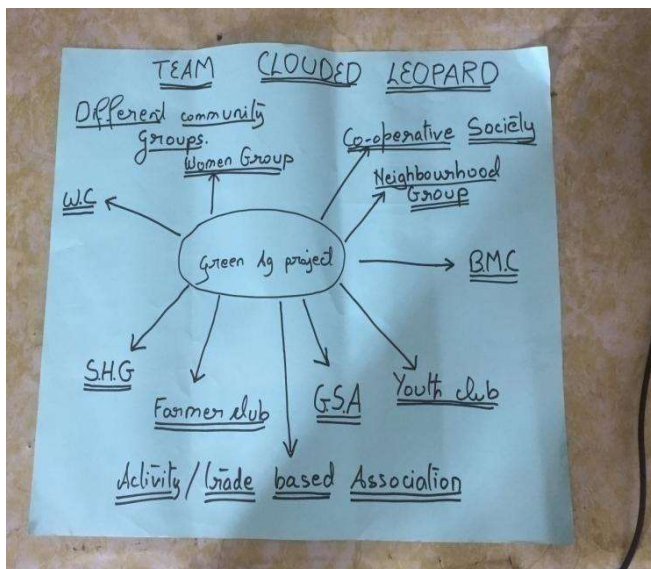 TEAM CLOUDED LEOPARD
Different community
Groups.
Women Group
Co-operative Society
W.C
Neighbourhood
Group
Green Ag project
B.M.C
S.H.G
Farmer club
G.S.A
Youth club
Activity / Trade based Association